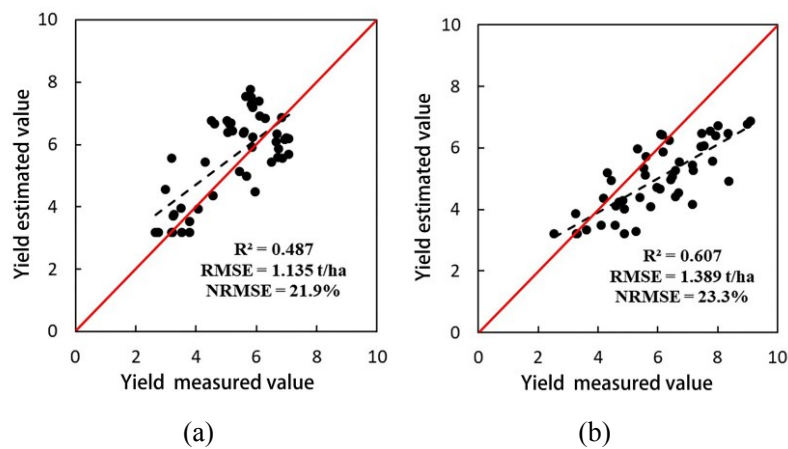 10
8
6
4
2
0
Yield estimated value
R² = 0.487
RMSE = 1.135 t/ha
NRMSE = 21.9%
0 2 4 6 8 10
Yield measured value
(a)
10
8
6
4
2
0
Yield estimated value
R² = 0.607
RMSE = 1.389 t/ha
NRMSE = 23.3%
0 2 4 6 8 10
Yield measured value
(b)